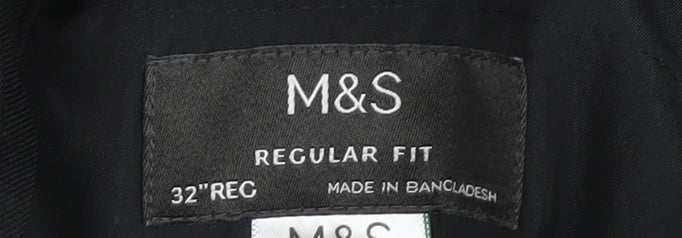 M&S
REGULAR FIT
32"REG MADE IN BANGLADESH
M&S